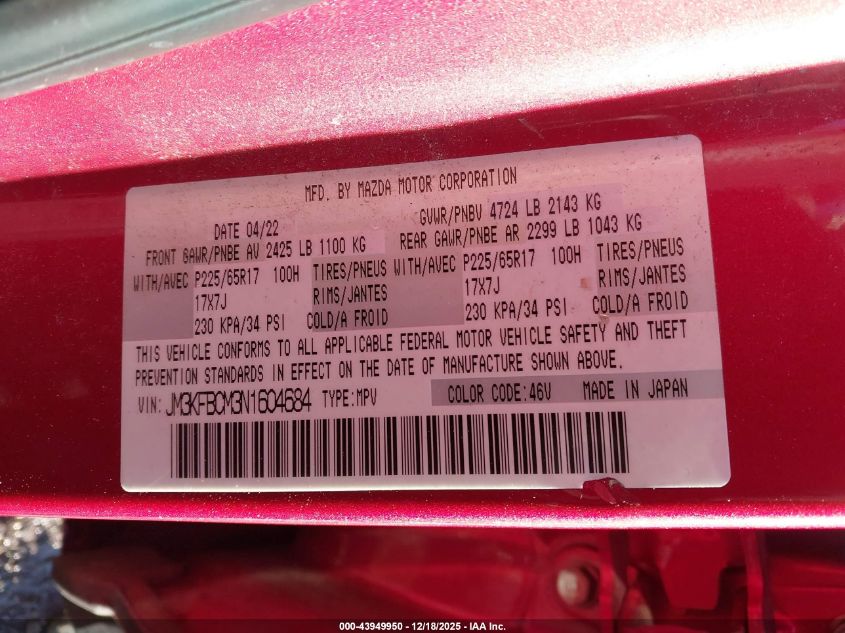 MFD. BY MAZDA MOTOR CORPORATION
DATE 04/22 GVWR/PNBV 4724 LB 2143 KG
FRONT GAWR/PNBE AV 2425 LB 1100 KG REAR GAWR/PNBE AR 2299 LB 1043 KG
WITH/AVEC P225/65R17 100H TIRES/PNEUS WITH/AVEC P225/65R17 100H TIRES/PNEUS
17X7J RIMS/JANTES 17X7J RIMS/JANTES
230 KPA/34 PSI COLD/A FROID 230 KPA/34 PSI COLD/A FROID
THIS VEHICLE CONFORMS TO ALL APPLICABLE FEDERAL MOTOR VEHICLE SAFETY AND THEFT
PREVENTION STANDARDS IN EFFECT ON THE DATE OF MANUFACTURE SHOWN ABOVE.
VIN: JM3KFBCM3N1604684 TYPE:MPV COLOR CODE:46V MADE IN JAPAN
000-43949950 - 12/18/2025 - IAA Inc.